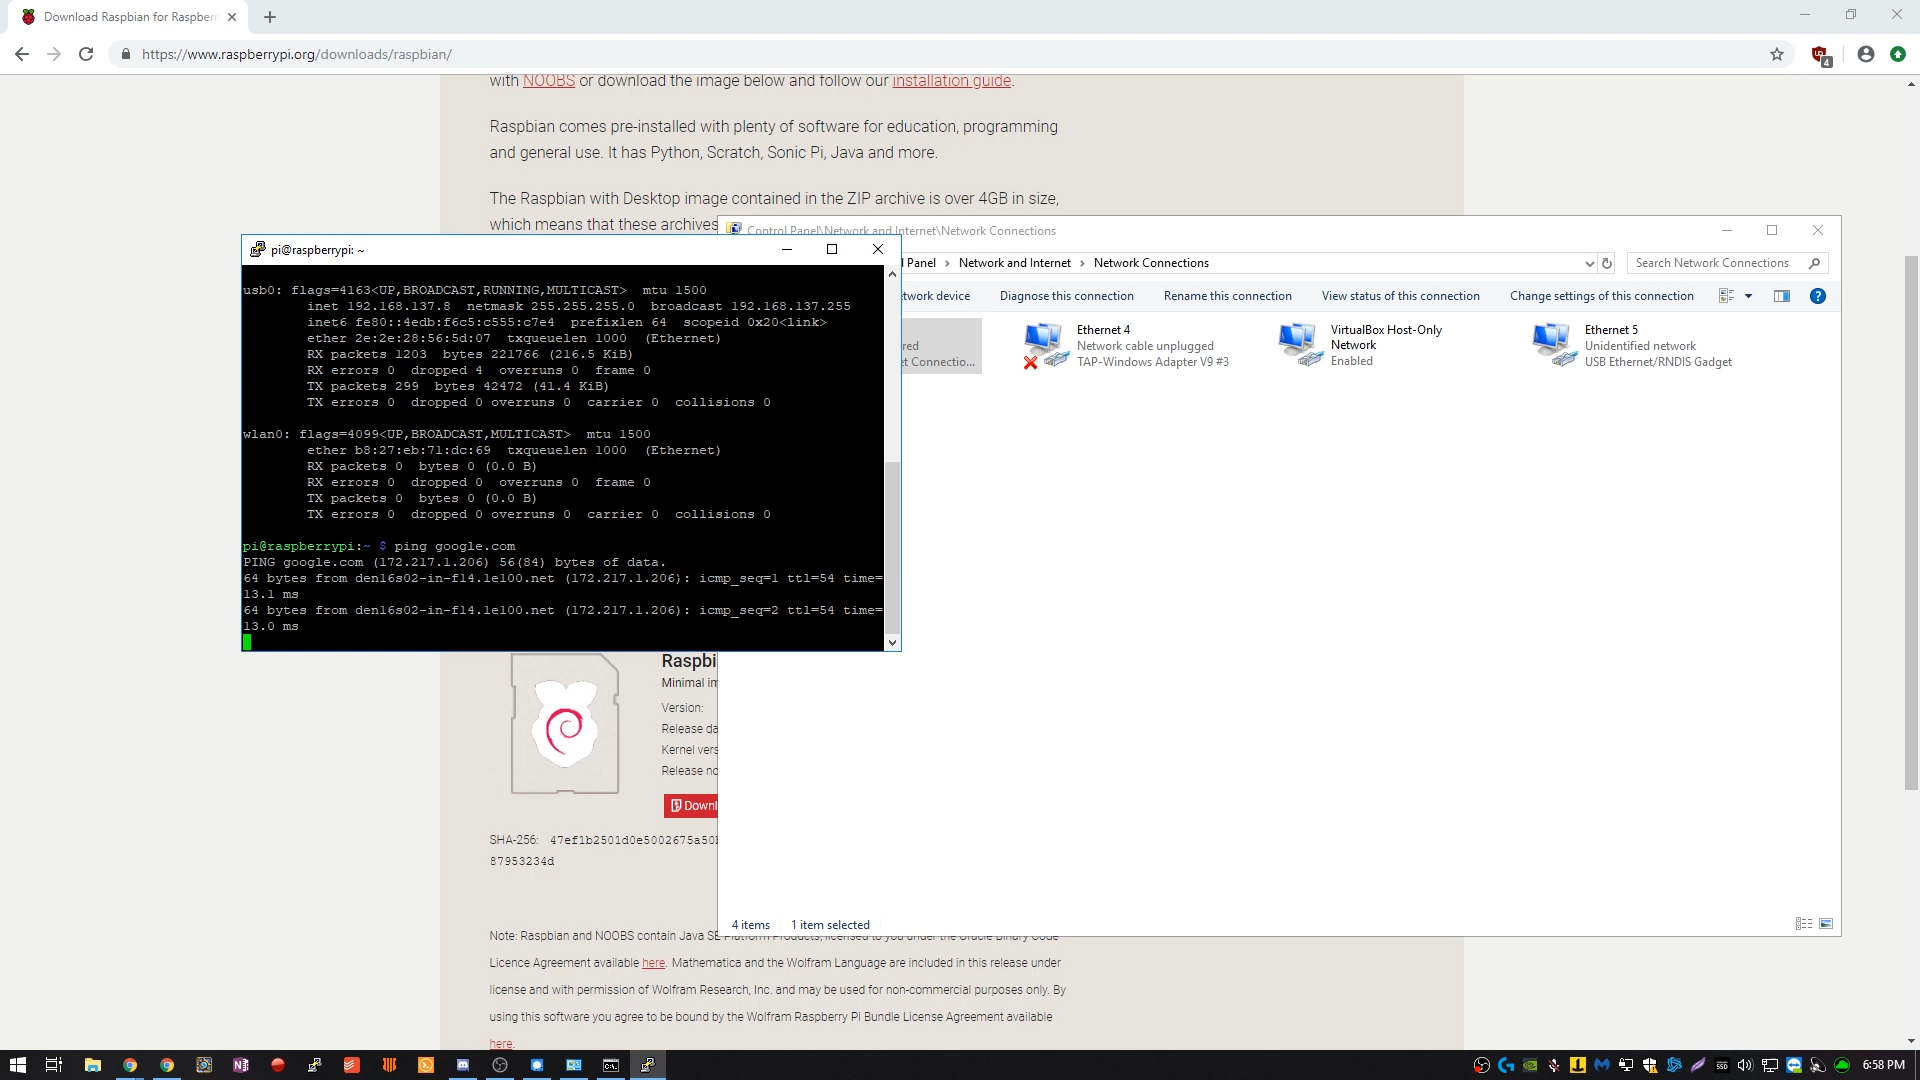 Download Raspbian for Raspberr
https://www.raspberrypi.org/downloads/raspbian/
4
with NOOBS or download the image below and follow our installation guide.
Raspbian comes pre-installed with plenty of software for education, programming
and general use. It has Python, Scratch, Sonic Pi, Java and more.
The Raspbian with Desktop image contained in the ZIP archive is over 4GB in size,
which means that these archives
Control Panel\Network and Internet\Network Connections
l Panel › Network and Internet › Network Connections
Search Network Connections
etwork device
Diagnose this connection
Rename this connection
View status of this connection
Change settings of this connection
red
et Connectio...
Ethernet 4
Network cable unplugged
TAP-Windows Adapter V9 #3
VirtualBox Host-Only
Network
Enabled
Ethernet 5
Unidentified network
USB Ethernet/RNDIS Gadget
4 items
1 item selected
pi@raspberrypi: ~
usb0: flags=4163<UP,BROADCAST,RUNNING,MULTICAST>  mtu 1500
inet 192.168.137.8  netmask 255.255.255.0  broadcast 192.168.137.255
inet6 fe80::4edb:f6c5:c555:c7e4  prefixlen 64  scopeid 0x20<link>
ether 2e:2e:28:56:5d:07  txqueuelen 1000  (Ethernet)
RX packets 1203  bytes 221766 (216.5 KiB)
RX errors 0  dropped 4  overruns 0  frame 0
TX packets 299  bytes 42472 (41.4 KiB)
TX errors 0  dropped 0 overruns 0  carrier 0  collisions 0
wlan0: flags=4099<UP,BROADCAST,MULTICAST>  mtu 1500
ether b8:27:eb:71:dc:69  txqueuelen 1000  (Ethernet)
RX packets 0  bytes 0 (0.0 B)
RX errors 0  dropped 0  overruns 0  frame 0
TX packets 0  bytes 0 (0.0 B)
TX errors 0  dropped 0 overruns 0  carrier 0  collisions 0
pi@raspberrypi:~ $ ping google.com
PING google.com (172.217.1.206) 56(84) bytes of data.
64 bytes from den16s02-in-f14.1e100.net (172.217.1.206): icmp_seq=1 ttl=54 time=
13.1 ms
64 bytes from den16s02-in-f14.1e100.net (172.217.1.206): icmp_seq=2 ttl=54 time=
13.0 ms
Raspbi
Minimal im
Version:
Release da
Kernel vers
Release no
Downl
SHA-256: 47ef1b2501d0e5002675a50
87953234d
Note: Raspbian and NOOBS contain Java SE Platform Products, licensed to you under the Oracle Binary Code
Licence Agreement available here. Mathematica and the Wolfram Language are included in this release under
license and with permission of Wolfram Research, Inc. and may be used for non-commercial purposes only. By
using this software you agree to be bound by the Wolfram Raspberry Pi Bundle License Agreement available
here.
6:58 PM